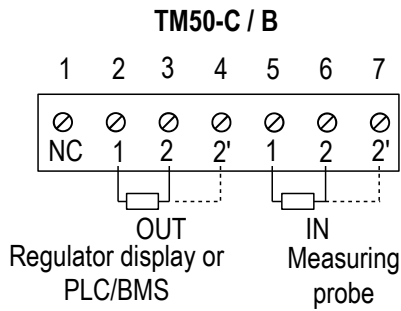 TM50-C / B
1 2 3 4 5 6 7
NC 1 2 2' 1 2 2'
OUT IN
Regulator display or Measuring
PLC/BMS probe